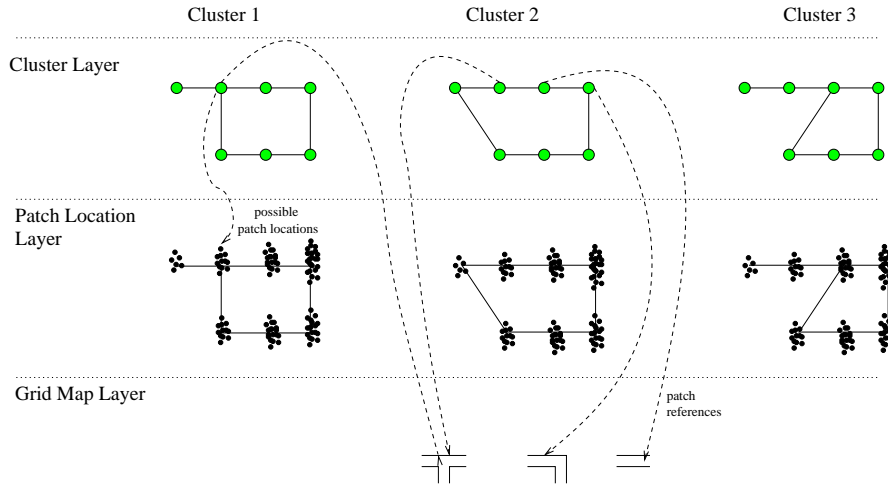 Cluster 1
Cluster 2
Cluster 3
Cluster Layer
Patch Location
Layer
possible
patch locations
Grid Map Layer
patch
references